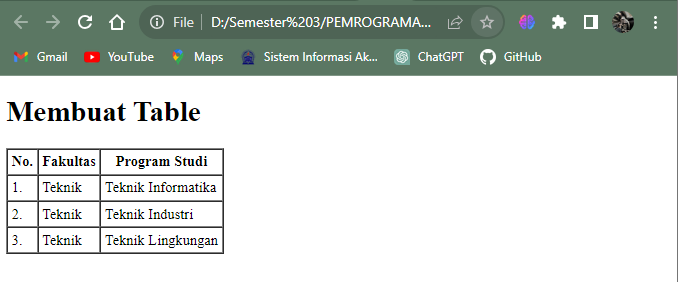 File D:/Semester%203/PEMROGRAMA...
Gmail YouTube Maps Sistem Informasi Ak... ChatGPT GitHub
Membuat Table
No. Fakultas Program Studi
1. Teknik Teknik Informatika
2. Teknik Teknik Industri
3. Teknik Teknik Lingkungan